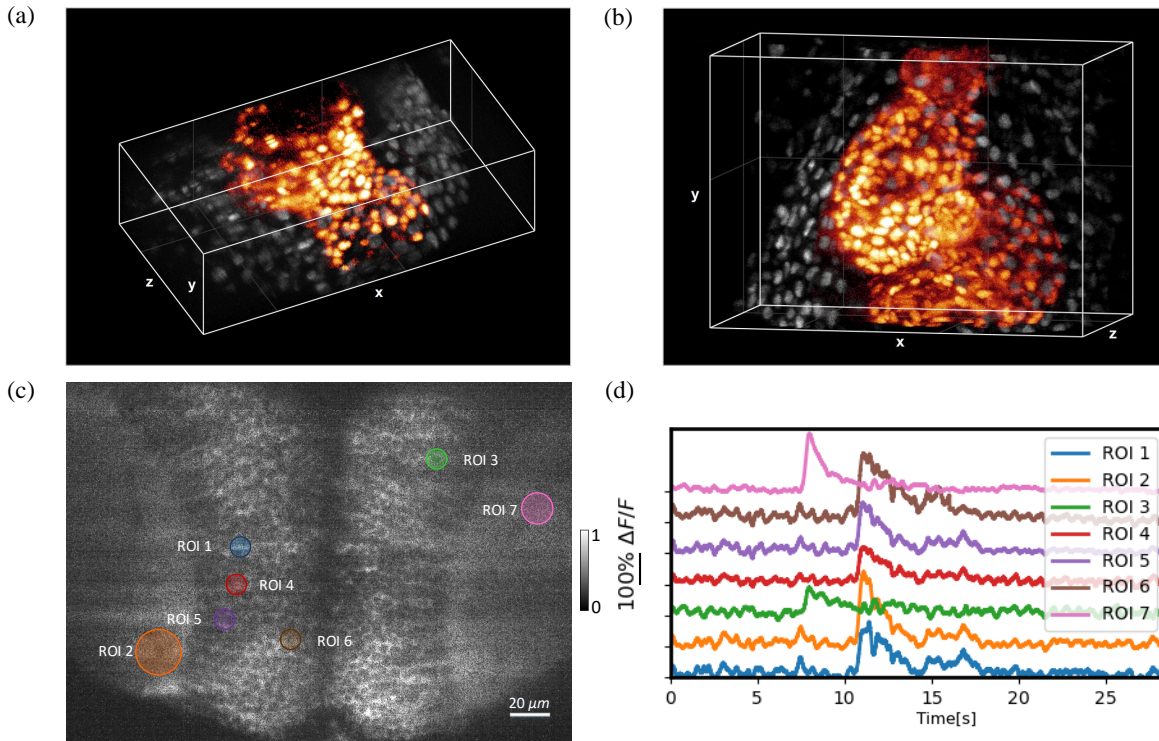 (a)
z
y
x
(b)
y
x
z
(c)
ROI 3
ROI 7
ROI 1
ROI 4
ROI 5
ROI 6
ROI 2
20 μm
1
0
(d)
100% ΔF/F
ROI 1
ROI 2
ROI 3
ROI 4
ROI 5
ROI 6
ROI 7
0 5 10 15 20 25
Time[s]